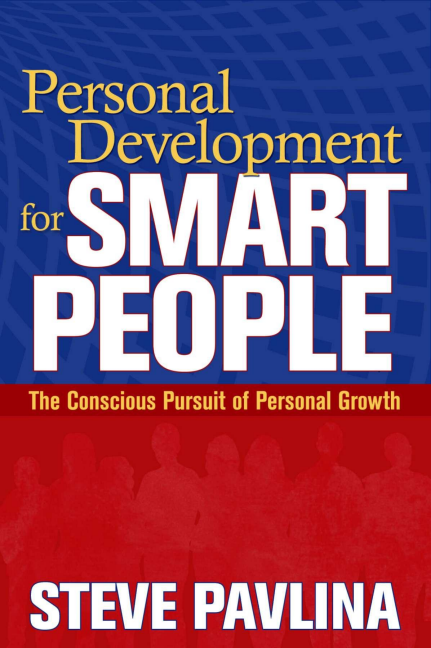 Personal
Development
for SMART
PEOPLE
The Conscious Pursuit of Personal Growth
STEVE PAVLINA